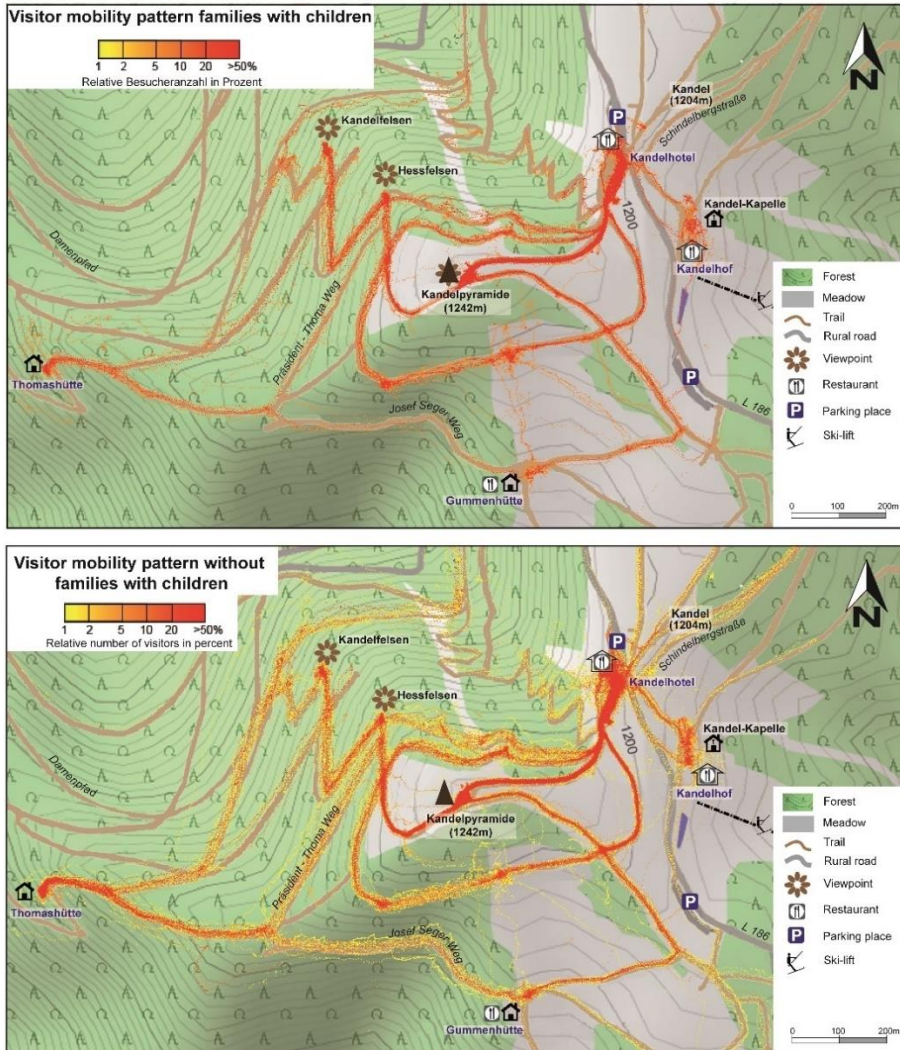 Visitor mobility pattern families with children
1 2 5 10 20 >50%
Relative Besucheranzahl in Prozent
N
Kandel
(1204m)
Schindelbergstraße
P
Kandelfelsen
Kandelhotel
Hessfelsen
1200
Kandel-Kapelle
Damenpfad
Kandelhof
Kandelpyramide
(1242m)
Präsident - Thoma Weg
Thomashütte
P
Josef Seger Weg
L 186
Gummenhütte
Forest
Meadow
Trail
Rural road
Viewpoint
Restaurant
P Parking place
Ski-lift
0 100 200m
Visitor mobility pattern without
families with children
1 2 5 10 20 >50%
Relative number of visitors in percent
N
Kandel
(1204m)
Schindelbergstraße
P
Kandelfelsen
Kandelhotel
Hessfelsen
1200
Kandel-Kapelle
Damenpfad
Kandelhof
Kandelpyramide
(1242m)
Präsident - Thoma Weg
Thomashütte
P
Josef Seger Weg
L 186
Gummenhütte
Forest
Meadow
Trail
Rural road
Viewpoint
Restaurant
P Parking place
Ski-lift
0 100 200m